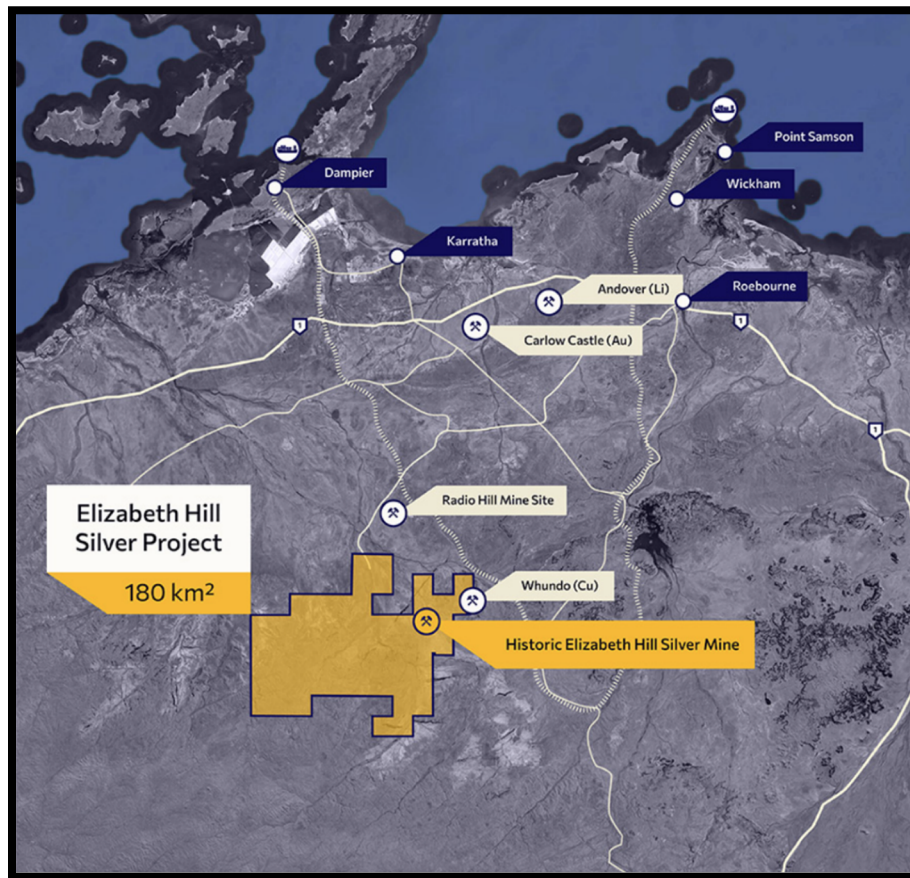 Point Samson
Dampier
Wickham
Karratha
Andover (Li)
Roebourne
1
1
Carlow Castle (Au)
1
Radio Hill Mine Site
Elizabeth Hill
Silver Project
180 km²
Whundo (Cu)
Historic Elizabeth Hill Silver Mine